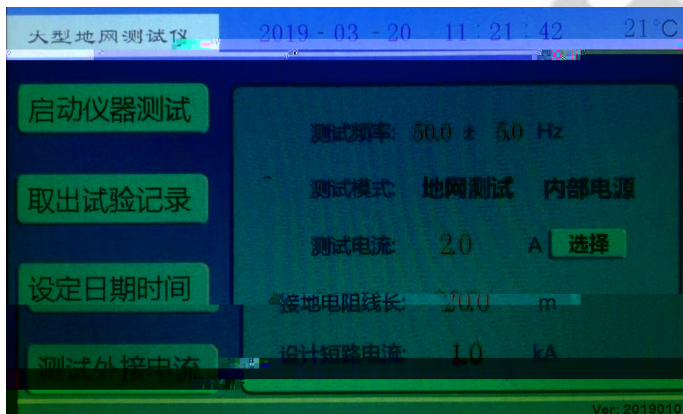 大型地网测试仪 2019 - 03 - 20 11 : 21 : 42 21°C
启动仪器测试
测试频率: 50.0 ± 5.0 Hz
取出试验记录
测试模式: 地网测试 内部电源
测试电流: 2.0 A 选择
设定日期时间
接地电阻线长: 20.0 m
测试外接电流
设计短路电流: 1.0 kA
Ver: 2019010